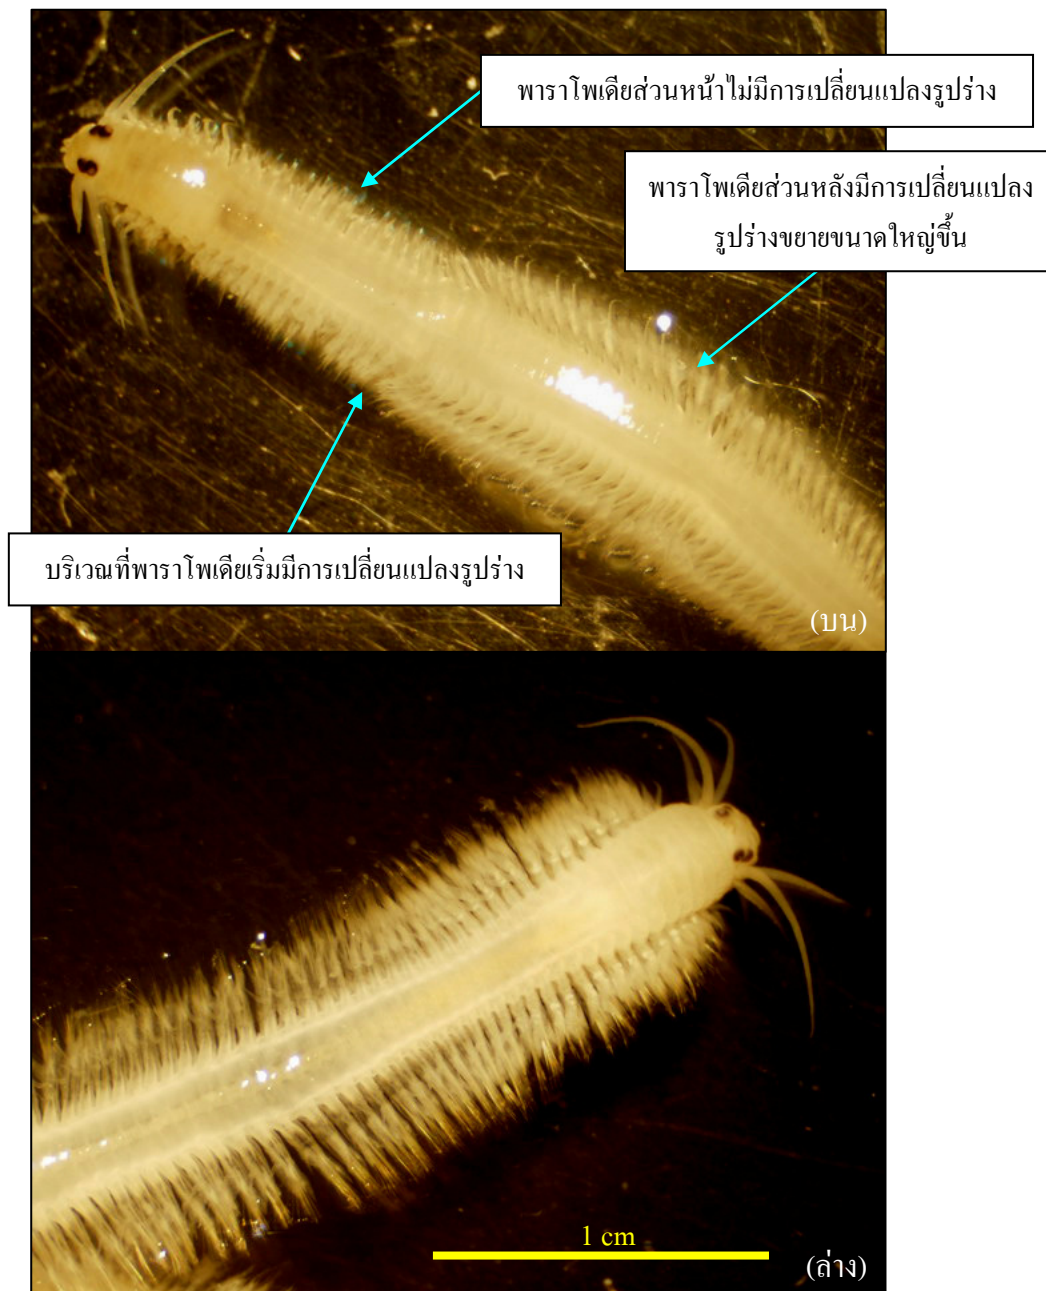 พาราโพเดียส่วนหน้าไม่มีการเปลี่ยนแปลงรูปร่าง
พาราโพเดียส่วนหลังมีการเปลี่ยนแปลง
รูปร่างขยายขนาดใหญ่ขึ้น
บริเวณที่พาราโพเดียเริ่มมีการเปลี่ยนแปลงรูปร่าง
(บน)
1 cm
(ล่าง)